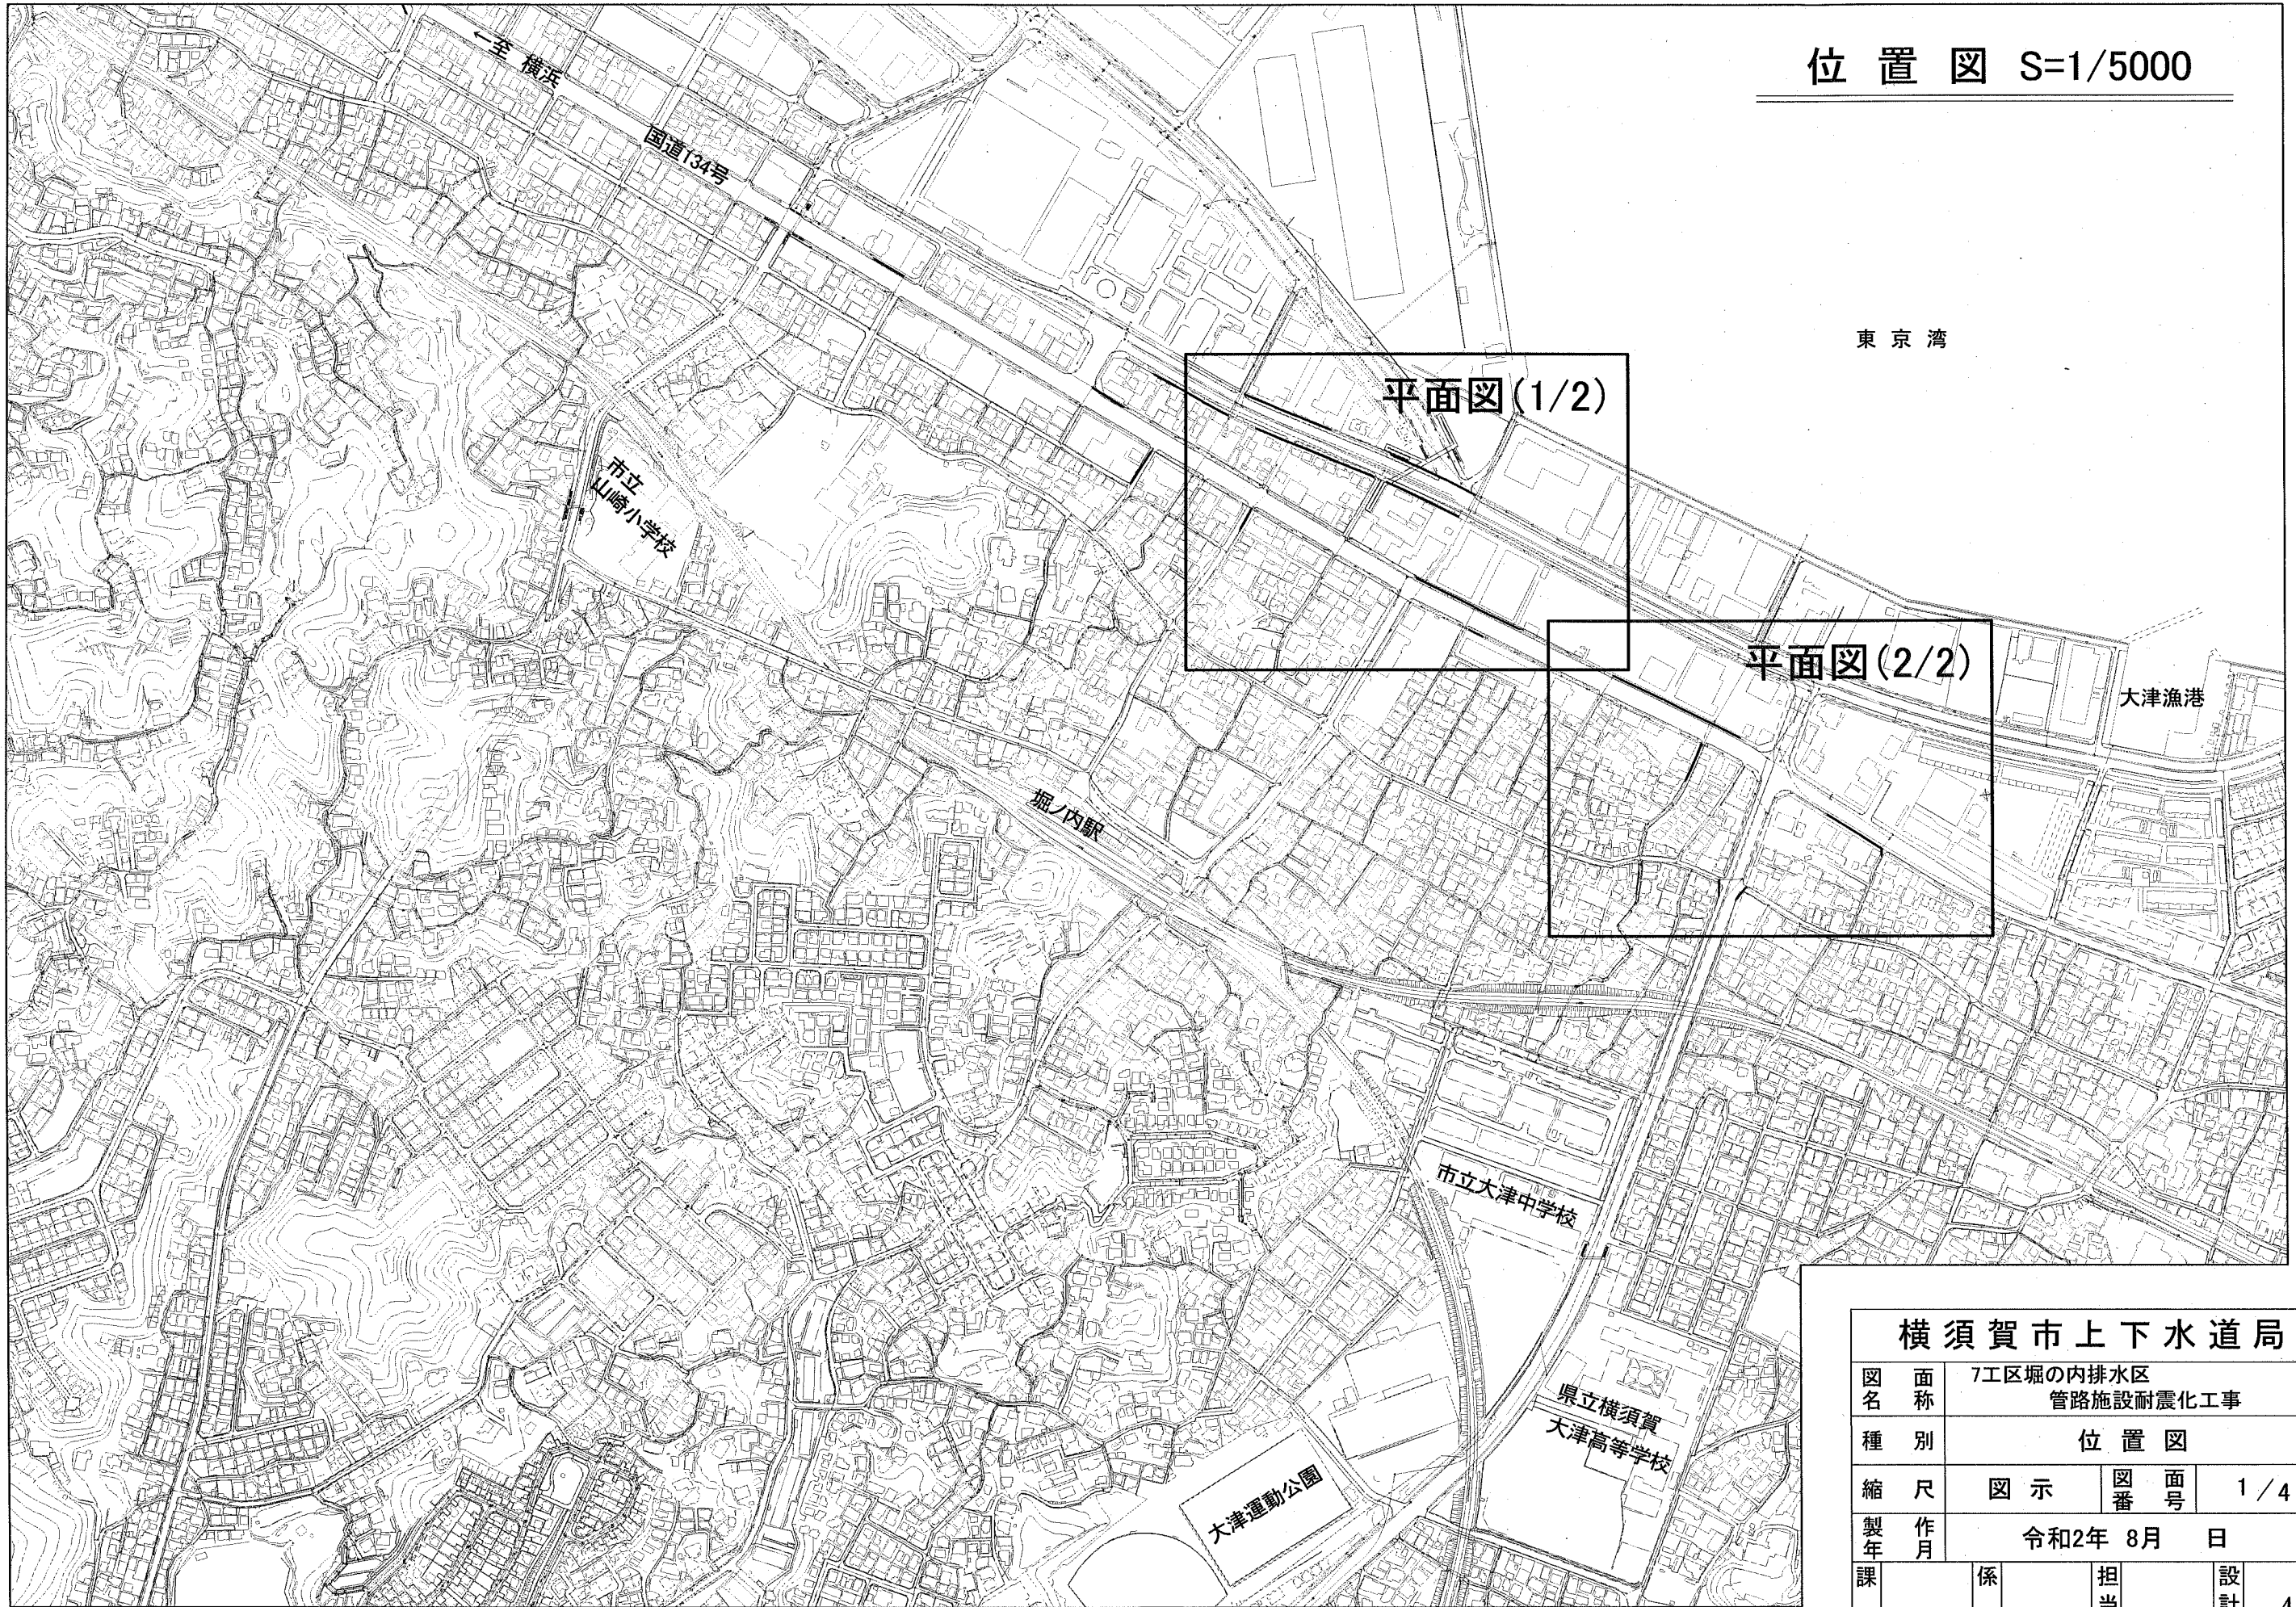 位置図 S=1/5000
←至 横浜
国道134号
東京湾
平面図(1/2)
市立
山崎小学校
平面図(2/2)
大津漁港
堀ノ内駅
市立大津中学校
県立横須賀
大津高等学校
大津運動公園
横須賀市上下水道局
図面名称 7工区堀の内排水区
管路施設耐震化工事
種別 位置図
縮尺 図示 図面番号 1/4
製作年月 令和2年 8月 日
課 係 担当 設計